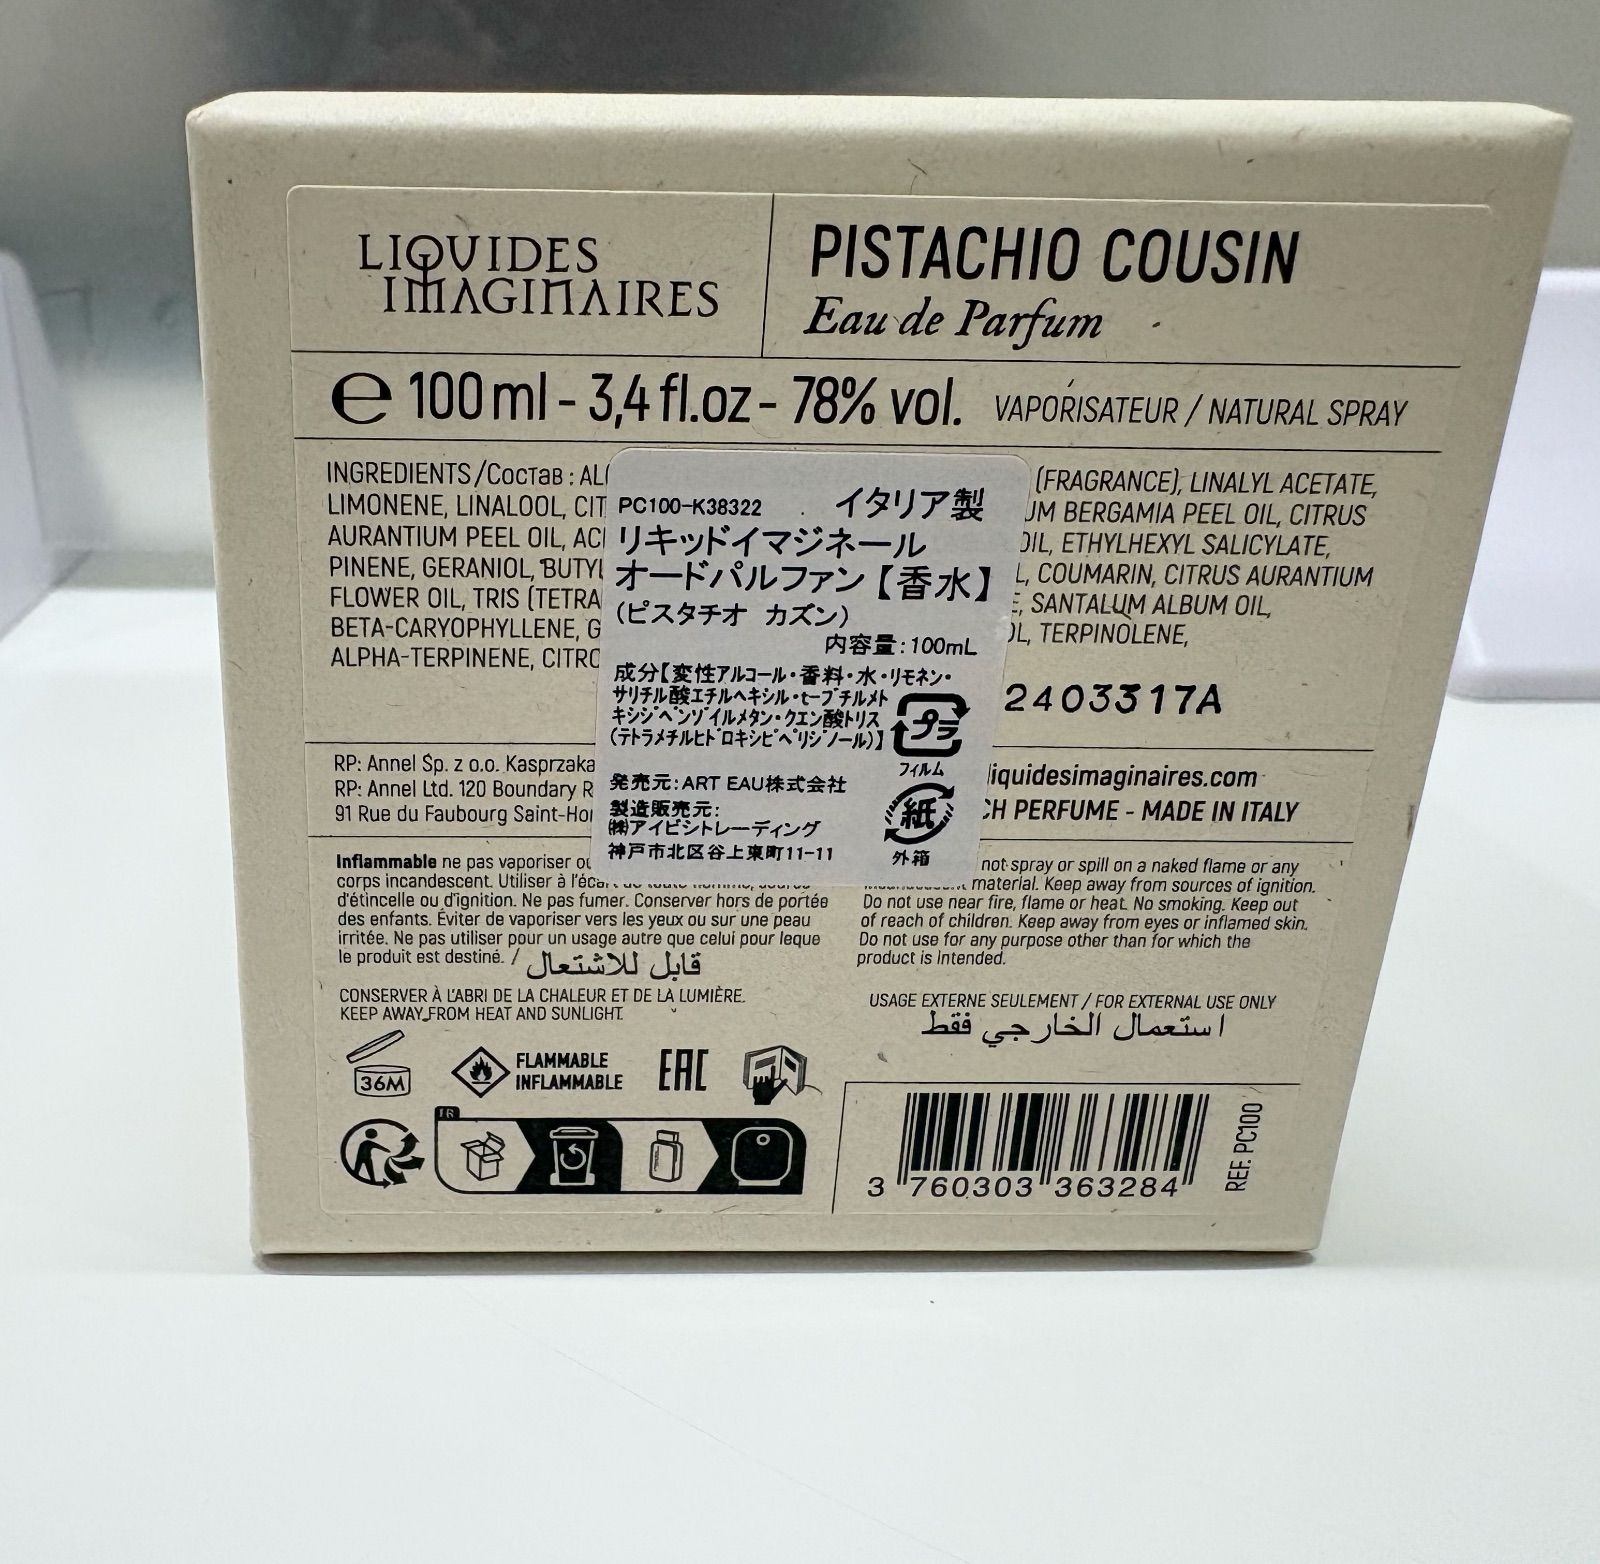 LIQUIDES
IMAGINAIRES
PISTACHIO COUSIN
Eau de Parfum
℮ 100 ml - 3,4 fl.oz - 78% vol. VAPORISATEUR / NATURAL SPRAY
INGREDIENTS/Состав : AL
(FRAGRANCE), LINALYL ACETATE,
LIMONENE, LINALOOL, CIT
UM BERGAMIA PEEL OIL, CITRUS
AURANTIUM PEEL OIL, AC
OIL, ETHYLHEXYL SALICYLATE,
PINENE, GERANIOL, BUTYL
L, COUMARIN, CITRUS AURANTIUM
FLOWER OIL, TRIS (TETRA
E, SANTALUM ALBUM OIL,
BETA-CARYOPHYLLENE, G
OL, TERPINOLENE,
ALPHA-TERPINENE, CITRO
2403317A
PC100-K38322 イタリア製
リキッドイマジネール
オードパルファン【香水】
(ピスタチオ カズン)
内容量:100mL
成分【変性アルコール・香料・水・リモネン・
サリチル酸エチルヘキシル・t-ブチルメト
キシジベンゾイルメタン・クエン酸トリス
(テトラメチルヒドロキシピペリジノール)】
プラ
フィルム
発売元:ART EAU株式会社
製造販売元:
㈱アイビシトレーディング
神戸市北区谷上東町11-11
紙
外箱
RP: Annel Sp. z o.o. Kasprzaka
RP: Annel Ltd. 120 Boundary R
91 Rue du Faubourg Saint-Ho
liquidesimaginaires.com
CH PERFUME - MADE IN ITALY
Inflammable ne pas vaporiser ou
corps incandescent. Utiliser à l'écart de toute flamme, source
d'étincelle ou d'ignition. Ne pas fumer. Conserver hors de portée
des enfants. Éviter de vaporiser vers les yeux ou sur une peau
irritée. Ne pas utiliser pour un usage autre que celui pour leque
le produit est destiné. / قابل للاشتعال
not spray or spill on a naked flame or any
material. Keep away from sources of ignition.
Do not use near fire, flame or heat. No smoking. Keep out
of reach of children. Keep away from eyes or inflamed skin.
Do not use for any purpose other than for which the
product is Intended.
CONSERVER À L'ABRI DE LA CHALEUR ET DE LA LUMIÈRE.
KEEP AWAY FROM HEAT AND SUNLIGHT
USAGE EXTERNE SEULEMENT / FOR EXTERNAL USE ONLY
استعمال الخارجي فقط
36M
FLAMMABLE
INFLAMMABLE
EAC
FR
3 760303 363284
REF. PC100